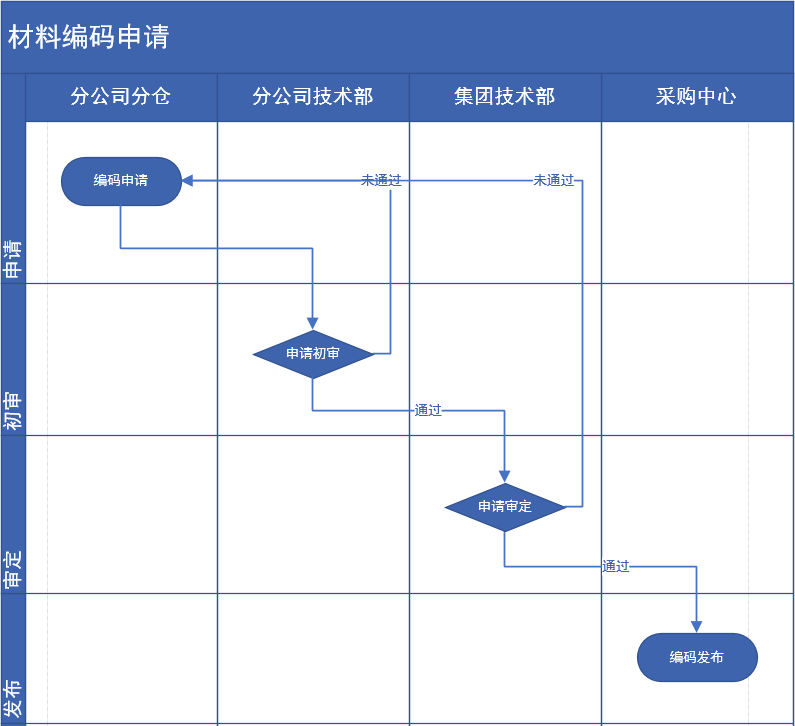 材料编码申请
分公司分仓
分公司技术部
集团技术部
采购中心
编码申请
未通过
未通过
申请
申请初审
初审
通过
申请审定
审定
通过
编码发布
发布